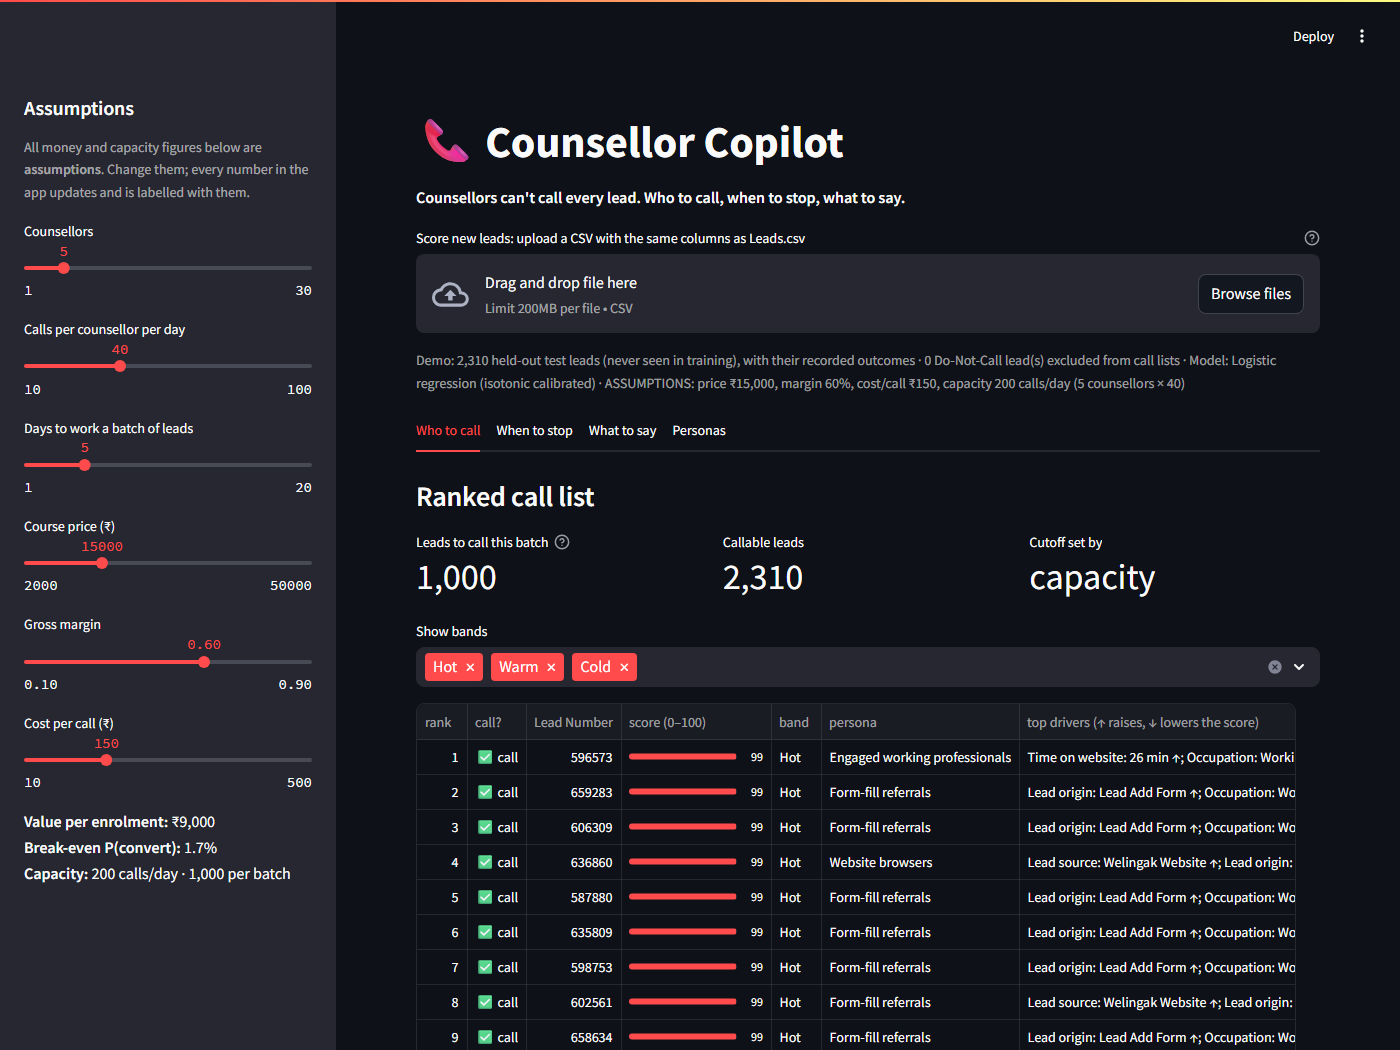 Deploy
Assumptions
All money and capacity figures below are
assumptions. Change them; every number in the
app updates and is labelled with them.
Counsellors
5
1 30
Calls per counsellor per day
40
10 100
Days to work a batch of leads
5
1 20
Course price (₹)
15000
2000 50000
Gross margin
0.60
0.10 0.90
Cost per call (₹)
150
10 500
Value per enrolment: ₹9,000
Break-even P(convert): 1.7%
Capacity: 200 calls/day · 1,000 per batch
Counsellor Copilot
Counsellors can't call every lead. Who to call, when to stop, what to say.
Score new leads: upload a CSV with the same columns as Leads.csv
Drag and drop file here
Limit 200MB per file • CSV
Browse files
Demo: 2,310 held-out test leads (never seen in training), with their recorded outcomes · 0 Do-Not-Call lead(s) excluded from call lists · Model: Logistic
regression (isotonic calibrated) · ASSUMPTIONS: price ₹15,000, margin 60%, cost/call ₹150, capacity 200 calls/day (5 counsellors × 40)
Who to call When to stop What to say Personas
Ranked call list
Leads to call this batch Callable leads Cutoff set by
1,000 2,310 capacity
Show bands
Hot Warm Cold
rank call? Lead Number score (0–100) band persona top drivers (↑ raises, ↓ lowers the score)
1 ✅ call 596573 99 Hot Engaged working professionals Time on website: 26 min ↑; Occupation: Worki
2 ✅ call 659283 99 Hot Form-fill referrals Lead origin: Lead Add Form ↑; Occupation: Wo
3 ✅ call 606309 99 Hot Form-fill referrals Lead origin: Lead Add Form ↑; Occupation: Wo
4 ✅ call 636860 99 Hot Website browsers Lead source: Welingak Website ↑; Lead origin:
5 ✅ call 587880 99 Hot Form-fill referrals Lead origin: Lead Add Form ↑; Occupation: Wo
6 ✅ call 635809 99 Hot Form-fill referrals Lead origin: Lead Add Form ↑; Occupation: Wo
7 ✅ call 598753 99 Hot Form-fill referrals Lead origin: Lead Add Form ↑; Occupation: Wo
8 ✅ call 602561 99 Hot Form-fill referrals Lead source: Welingak Website ↑; Lead origin:
9 ✅ call 658634 99 Hot Form-fill referrals Lead origin: Lead Add Form ↑; Occupation: Wo